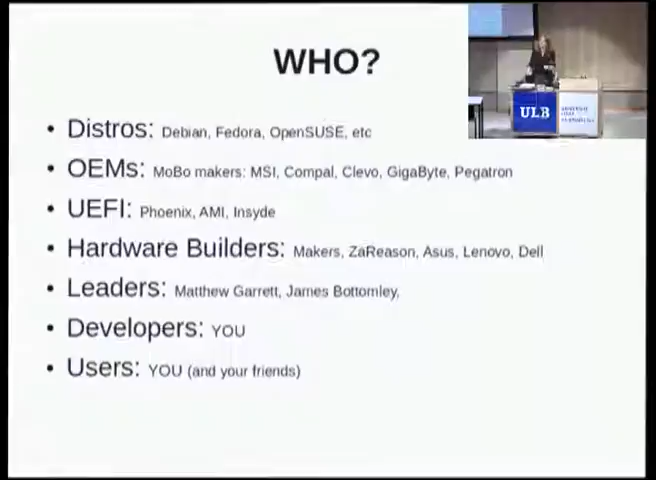 WHO?
• Distros: Debian, Fedora, OpenSUSE, etc
• OEMs: MoBo makers: MSI, Compal, Clevo, GigaByte, Pegatron
• UEFI: Phoenix, AMI, Insyde
• Hardware Builders: Makers, ZaReason, Asus, Lenovo, Dell
• Leaders: Matthew Garrett, James Bottomley,
• Developers: YOU
• Users: YOU (and your friends)
ULB